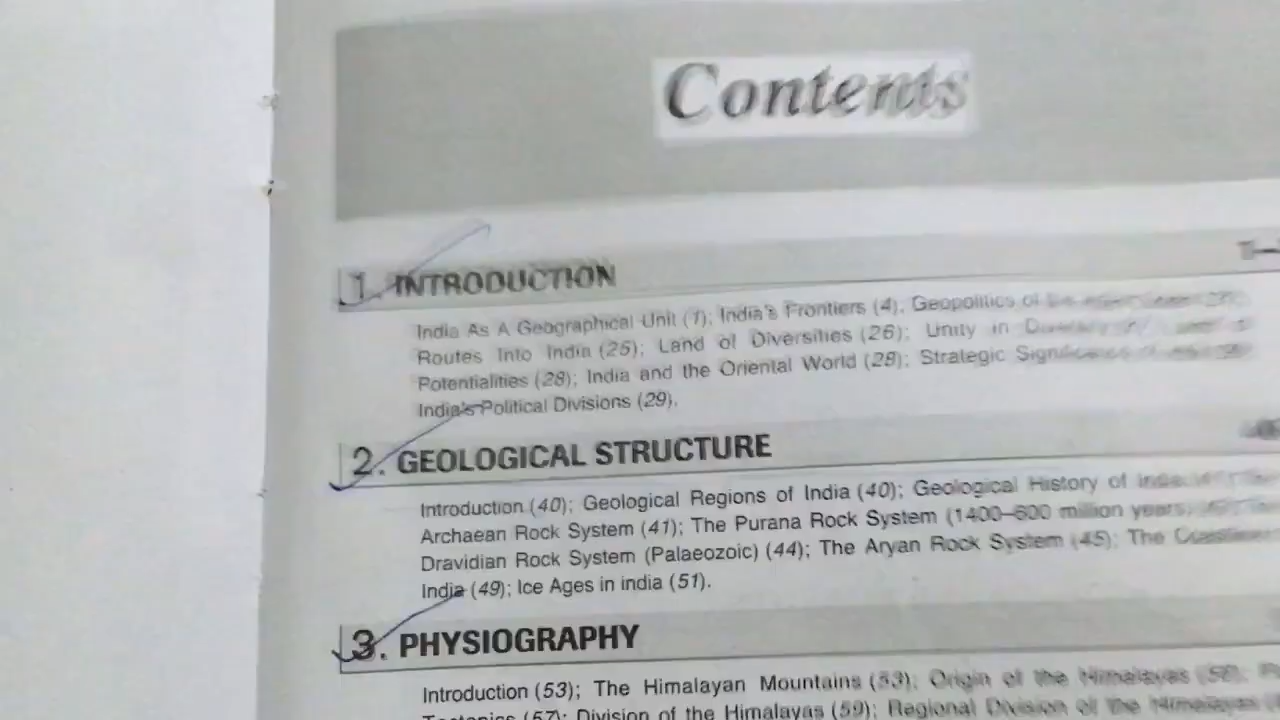 Contents
1. INTRODUCTION
India As A Geographical Unit (1); India's Frontiers (4); Geopolitics of
Routes Into India (25); Land of Diversities (26); Unity in
Potentialities (28); India and the Oriental World (28); Strategic
India's Political Divisions (29).
2. GEOLOGICAL STRUCTURE
Introduction (40); Geological Regions of India (40); Geological History of
Archaean Rock System (41); The Purana Rock System (1400–600 million years)
Dravidian Rock System (Palaeozoic) (44); The Aryan Rock System (45); The
India (49); Ice Ages in india (51).
3. PHYSIOGRAPHY
Introduction (53); The Himalayan Mountains (53); Origin of the Himalayas
(57); Division of the Himalayas (59); Regional Division of the Himalayas